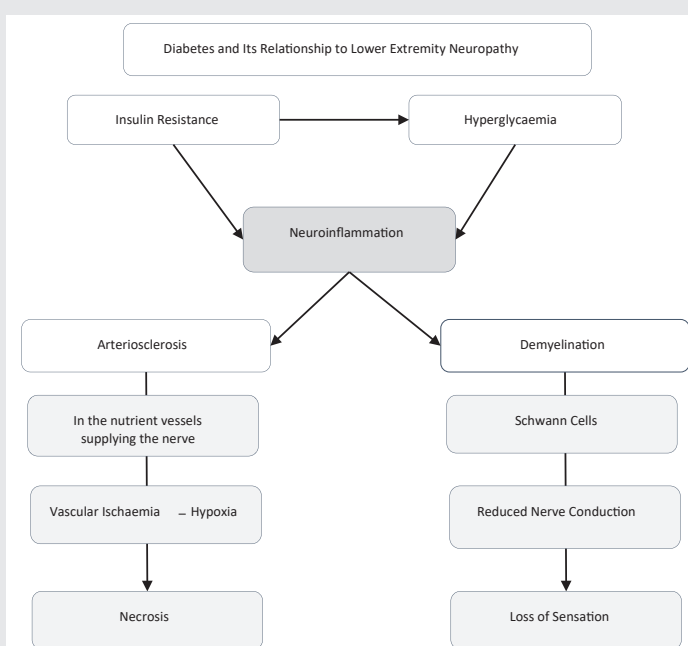 Diabetes and Its Relationship to Lower Extremity Neuropathy
Insulin Resistance
Hyperglycaemia
Neuroinflammation
Arteriosclerosis
Demyelination
In the nutrient vessels
supplying the nerve
Schwann Cells
Vascular Ischaemia – Hypoxia
Reduced Nerve Conduction
Necrosis
Loss of Sensation